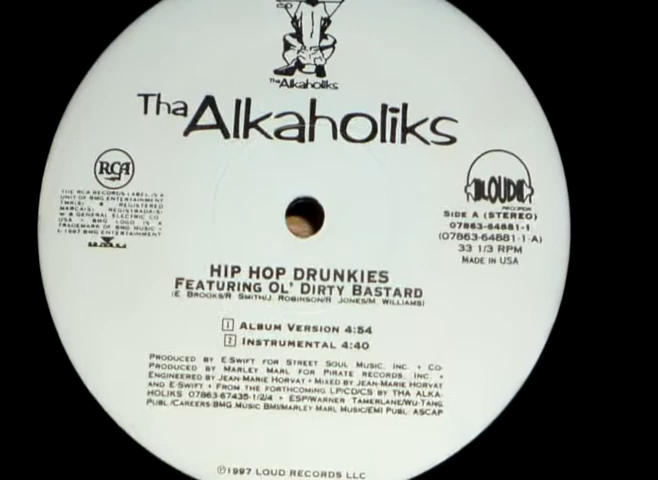 Tha Alkaholiks
Tha Alkaholiks
RCA
THE RCA RECORDS LABEL IS A
UNIT OF BMG ENTERTAINMENT
TMK(S) ® REGISTERED
MARCA(S) REGISTRADA(S)
GENERAL ELECTRIC CO.
USA • BMG LOGO IS A
TRADEMARK OF BMG MUSIC •
1997 BMG ENTERTAINMENT
LOUD
RECORDS
SIDE A (STEREO)
07863-64881-1
(07863-64881-1-A)
33 1/3 RPM
MADE IN USA
HIP HOP DRUNKIES
FEATURING OL' DIRTY BASTARD
(E. BROOKS/R. SMITH/J. ROBINSON/R. JONES/M. WILLIAMS)
1 ALBUM VERSION 4:54
2 INSTRUMENTAL 4:40
PRODUCED BY E-SWIFT FOR STREET SOUL MUSIC, INC. • CO-
PRODUCED BY MARLEY MARL FOR PIRATE RECORDS, INC. •
ENGINEERED BY JEAN-MARIE HORVAT • MIXED BY JEAN-MARIE HORVAT
AND E-SWIFT • FROM THE FORTHCOMING LP/CD/CS BY THA ALKA-
HOLIKS 07863-67435-1/2/4 • ESP/WARNER TAMERLANE/WU-TANG
PUBL./CAREERS-BMG MUSIC BMI/MARLEY MARL MUSIC/EMI PUBL. ASCAP
℗1997 LOUD RECORDS LLC